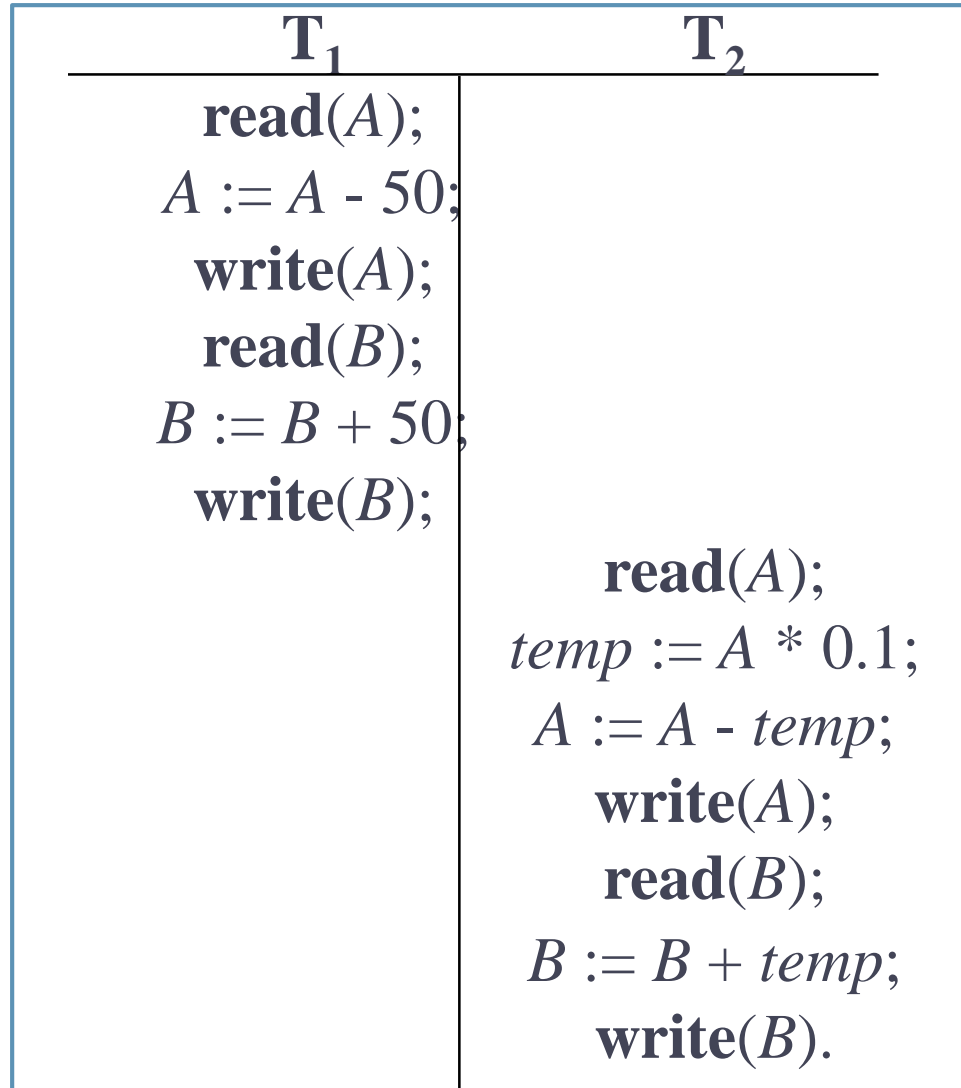 T₁ T₂
read(A);
A := A - 50;
write(A);
read(B);
B := B + 50;
write(B);
read(A);
temp := A * 0.1;
A := A - temp;
write(A);
read(B);
B := B + temp;
write(B).